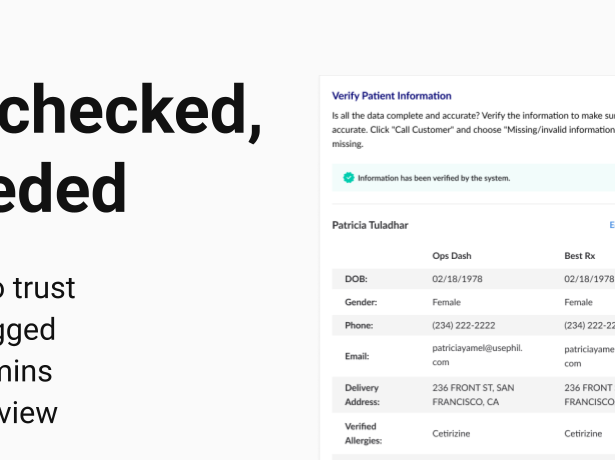 checked,
eded
o trust
gged
mins
view
Verify Patient Information
Is all the data complete and accurate? Verify the information to make sur
accurate. Click "Call Customer" and choose "Missing/invalid information
missing.
Information has been verified by the system.
Patricia Tuladhar E
Ops Dash Best Rx
DOB: 02/18/1978 02/18/1978
Gender: Female Female
Phone: (234) 222-2222 (234) 222-22
Email: patriciayamel@usephil.
com patriciayame
com
Delivery
Address: 236 FRONT ST, SAN
FRANCISCO, CA 236 FRONT
FRANCISCO
Verified
Allergies: Cetirizine Cetirizine